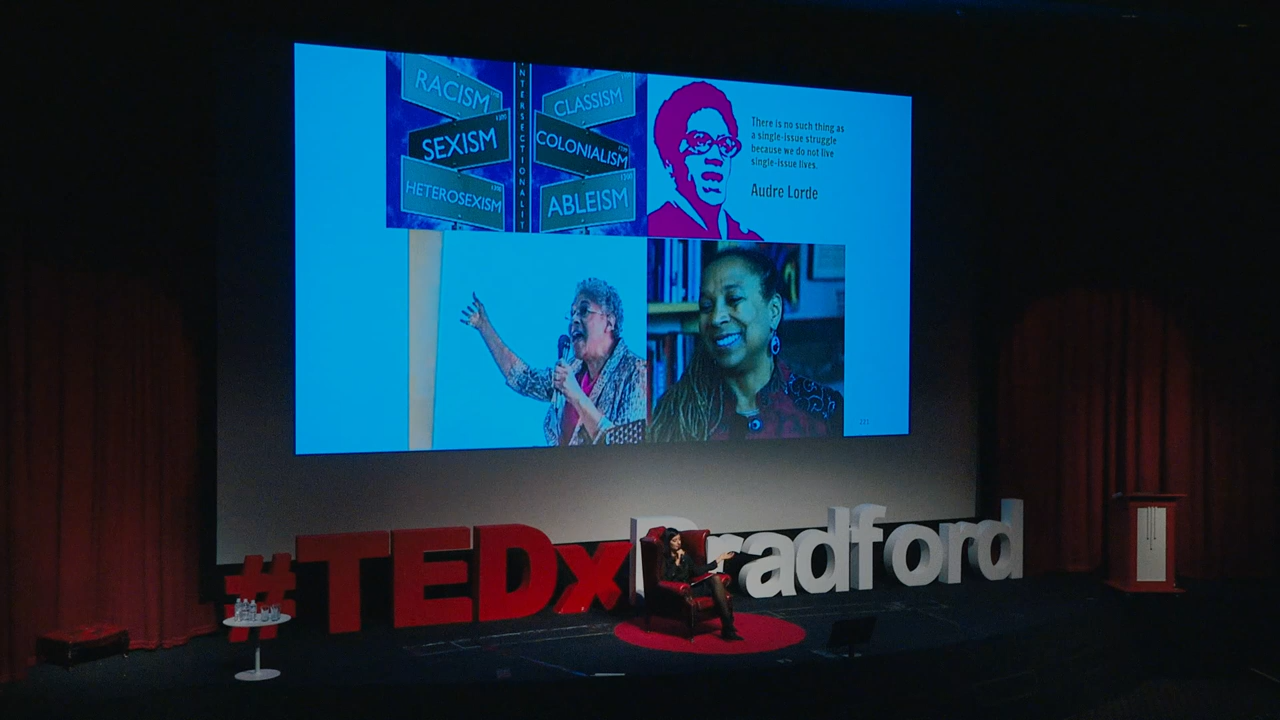 RACISM
SEXISM
HETEROSEXISM
INTERSECTIONALIT
CLASSISM
COLONIALISM
ABLEISM
There is no such thing as
a single-issue struggle
because we do not live
single-issue lives.
Audre Lorde
#TEDxBradford